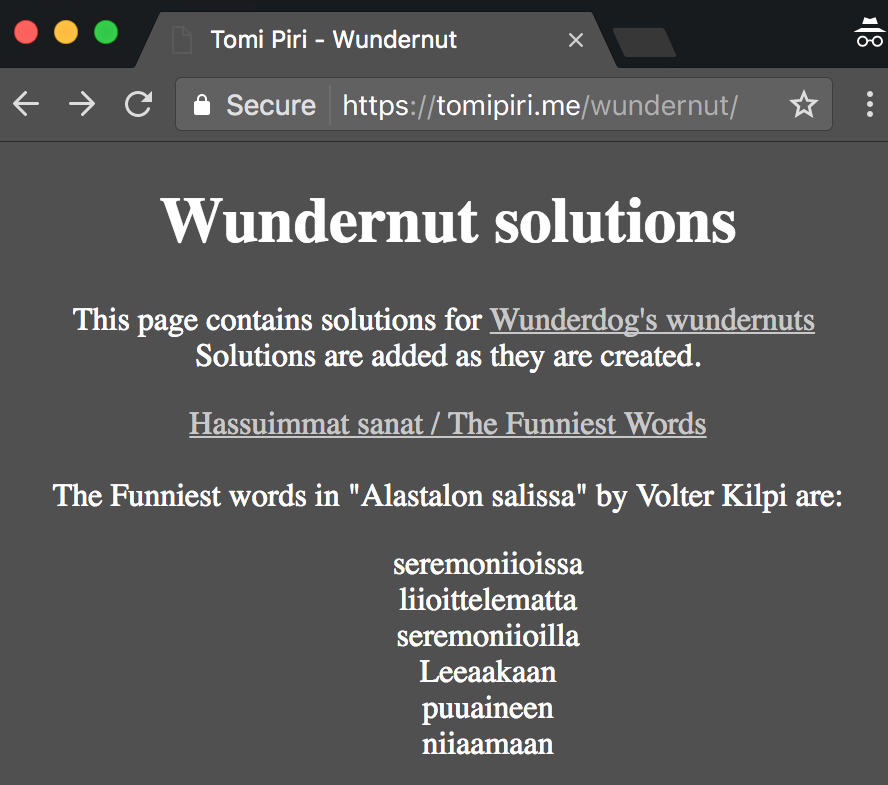 Tomi Piri - Wundernut
Secure https://tomipiri.me/wundernut/
Wundernut solutions
This page contains solutions for Wunderdog's wundernuts
Solutions are added as they are created.
Hassuimmat sanat / The Funniest Words
The Funniest words in "Alastalon salissa" by Volter Kilpi are:
seremoniioissa
liioittelematta
seremoniioilla
Leeaakaan
puuaineen
niiaamaan